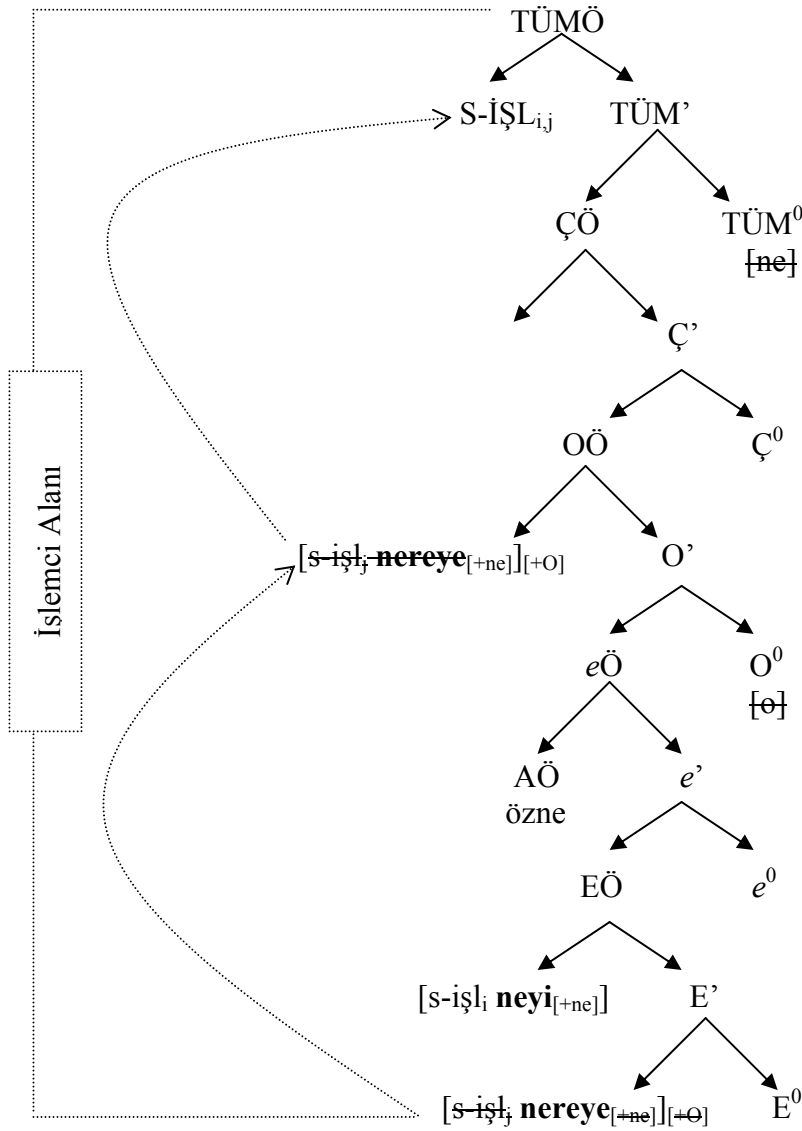 TÜMÖ
S-İŞLi,j TÜM’
ÇÖ TÜM0
[ne]
Ç’
OÖ Ç0
İşlemci Alanı
[s-işlj nereye[+ne]][+O] O’
eÖ O0
[o]
AÖ e’
özne
EÖ e0
[s-işli neyi[+ne]] E’
[s-işlj nereye[+ne]][+O] E0